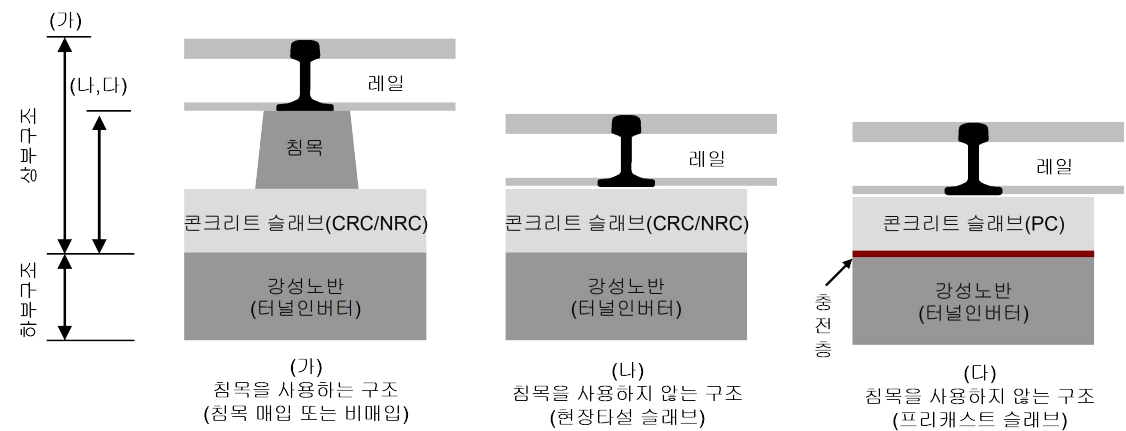 (가)
(나,다)
상부구조
하부구조
레일
침목
콘크리트 슬래브(CRC/NRC)
강성노반
(터널인버터)
(가)
침목을 사용하는 구조
(침목 매입 또는 비매입)
레일
콘크리트 슬래브(CRC/NRC)
강성노반
(터널인버터)
(나)
침목을 사용하지 않는 구조
(현장타설 슬래브)
레일
콘크리트 슬래브(PC)
강성노반
(터널인버터)
충전층
(다)
침목을 사용하지 않는 구조
(프리캐스트 슬래브)